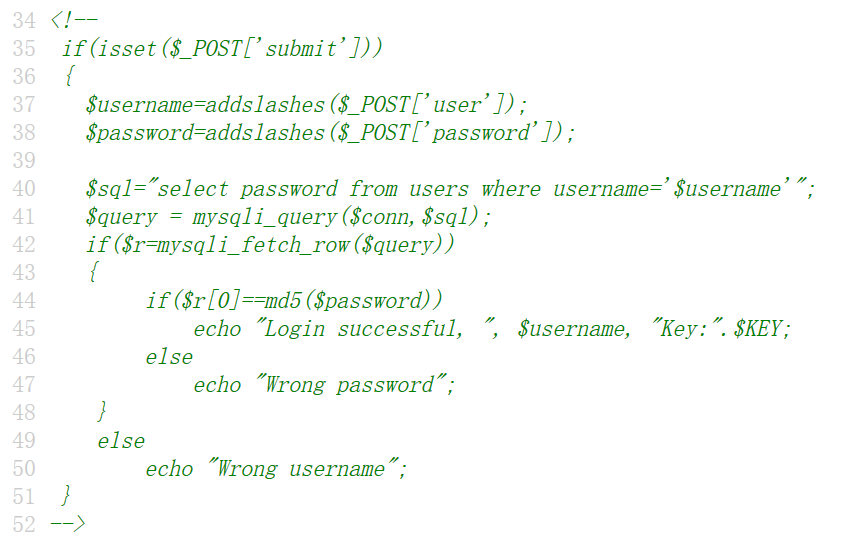 34 <!--
35 if(isset($_POST['submit']))
36 {
37 $username=addslashes($_POST['user']);
38 $password=addslashes($_POST['password']);
39
40 $sql="select password from users where username='$username'";
41 $query = mysqli_query($conn,$sql);
42 if($r=mysqli_fetch_row($query))
43 {
44 if($r[0]==md5($password))
45 echo "Login successful, ", $username, "Key:".$KEY;
46 else
47 echo "Wrong password";
48 }
49 else
50 echo "Wrong username";
51 }
52 -->